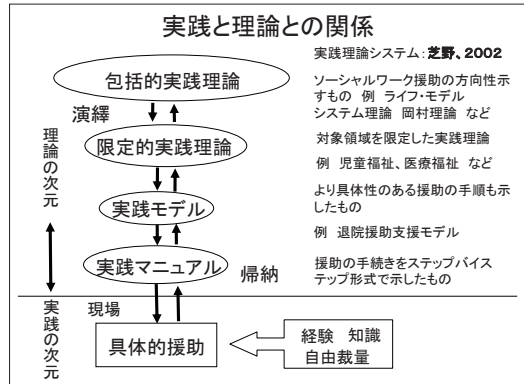 実践と理論との関係
実践理論システム：芝野、2002
包括的実践理論
ソーシャルワーク援助の方向性示
すもの 例 ライフ・モデル
システム理論 岡村理論 など
演繹
限定的実践理論
対象領域を限定した実践理論
例 児童福祉、医療福祉 など
理論の次元
実践モデル
より具体性のある援助の手順も示
したもの
例 退院援助支援モデル
実践マニュアル
帰納
援助の手続きをステップバイス
テップ形式で示したもの
実践の次元
現場
具体的援助
経験 知識
自由裁量